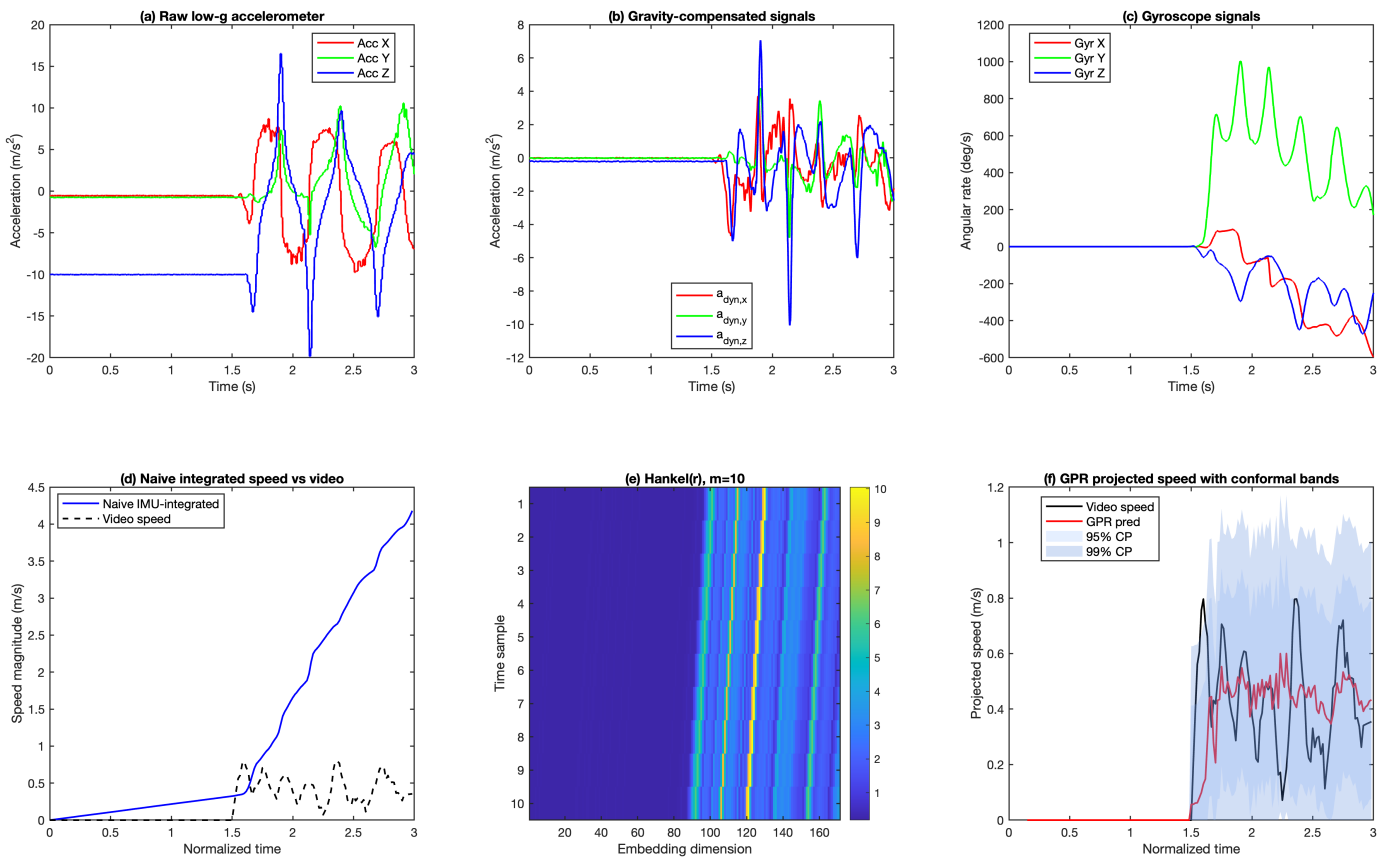 (a) Raw low-g accelerometer
20
15
10
5
0
-5
-10
-15
-20
Acceleration (m/s²)
Acc X
Acc Y
Acc Z
0 0.5 1 1.5 2 2.5 3
Time (s)
(b) Gravity-compensated signals
8
6
4
2
0
-2
-4
-6
-8
-10
-12
Acceleration (m/s²)
a_dyn,x
a_dyn,y
a_dyn,z
0 0.5 1 1.5 2 2.5 3
Time (s)
(c) Gyroscope signals
1200
1000
800
600
400
200
0
-200
-400
-600
Angular rate (deg/s)
Gyr X
Gyr Y
Gyr Z
0 0.5 1 1.5 2 2.5 3
Time (s)
(d) Naive integrated speed vs video
4.5
4
3.5
3
2.5
2
1.5
1
0.5
0
Speed magnitude (m/s)
Naive IMU-integrated
Video speed
0 0.5 1 1.5 2 2.5 3
Normalized time
(e) Hankel(r), m=10
1
2
3
4
5
6
7
8
9
10
Time sample
20 40 60 80 100 120 140 160
Embedding dimension
10
9
8
7
6
5
4
3
2
1
(f) GPR projected speed with conformal bands
1.2
1
0.8
0.6
0.4
0.2
0
Projected speed (m/s)
Video speed
GPR pred
95% CP
99% CP
0 0.5 1 1.5 2 2.5 3
Normalized time